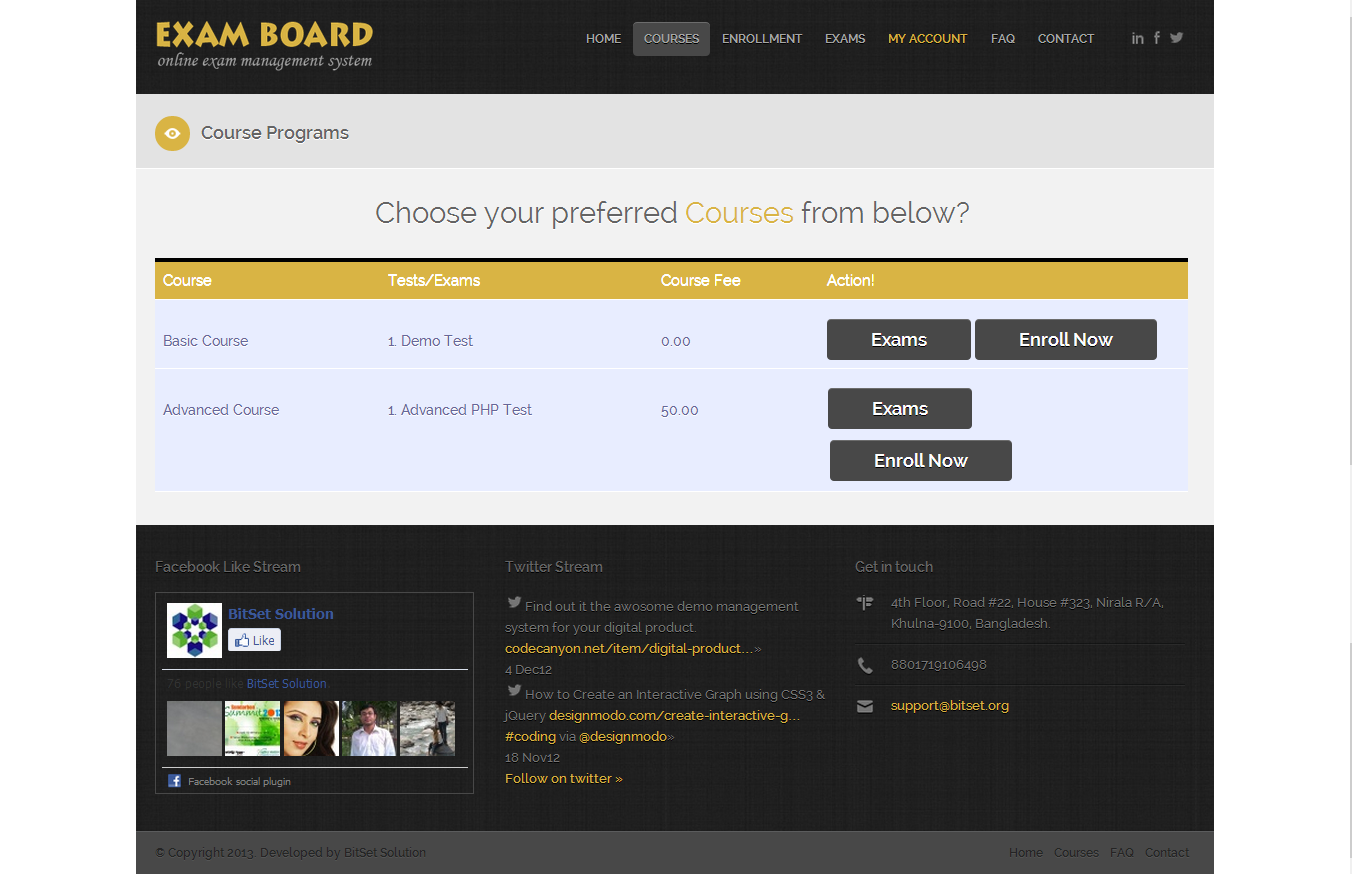 EXAM BOARD
online exam management system
HOME COURSES ENROLLMENT EXAMS MY ACCOUNT FAQ CONTACT
Course Programs
Choose your preferred Courses from below?
Course Tests/Exams Course Fee Action!
Basic Course 1. Demo Test 0.00 Exams Enroll Now
Advanced Course 1. Advanced PHP Test 50.00 Exams
Enroll Now
Facebook Like Stream
BitSet Solution
Like
76 people like BitSet Solution.
Summit 2012
Facebook social plugin
Twitter Stream
Find out it the awosome demo management
system for your digital product.
codecanyon.net/item/digital-product…»
4 Dec12
How to Create an Interactive Graph using CSS3 &
jQuery designmodo.com/create-interactive-g…
#coding via @designmodo»
18 Nov12
Follow on twitter »
Get in touch
4th Floor, Road #22, House #323, Nirala R/A,
Khulna-9100, Bangladesh.
8801719106498
support@bitset.org
© Copyright 2013. Developed by BitSet Solution
Home Courses FAQ Contact